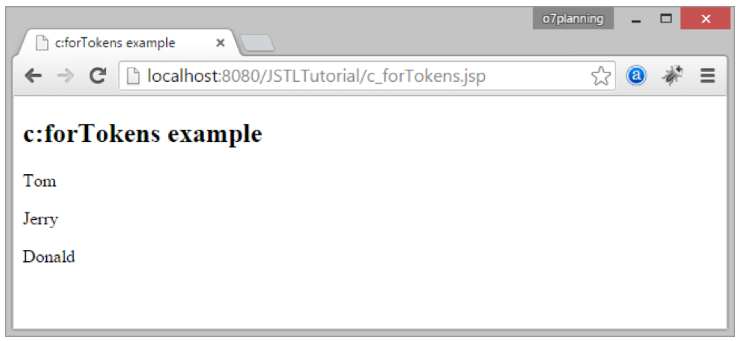 o7planning
c:forTokens example
localhost:8080/JSTLTutorial/c_forTokens.jsp
c:forTokens example
Tom
Jerry
Donald